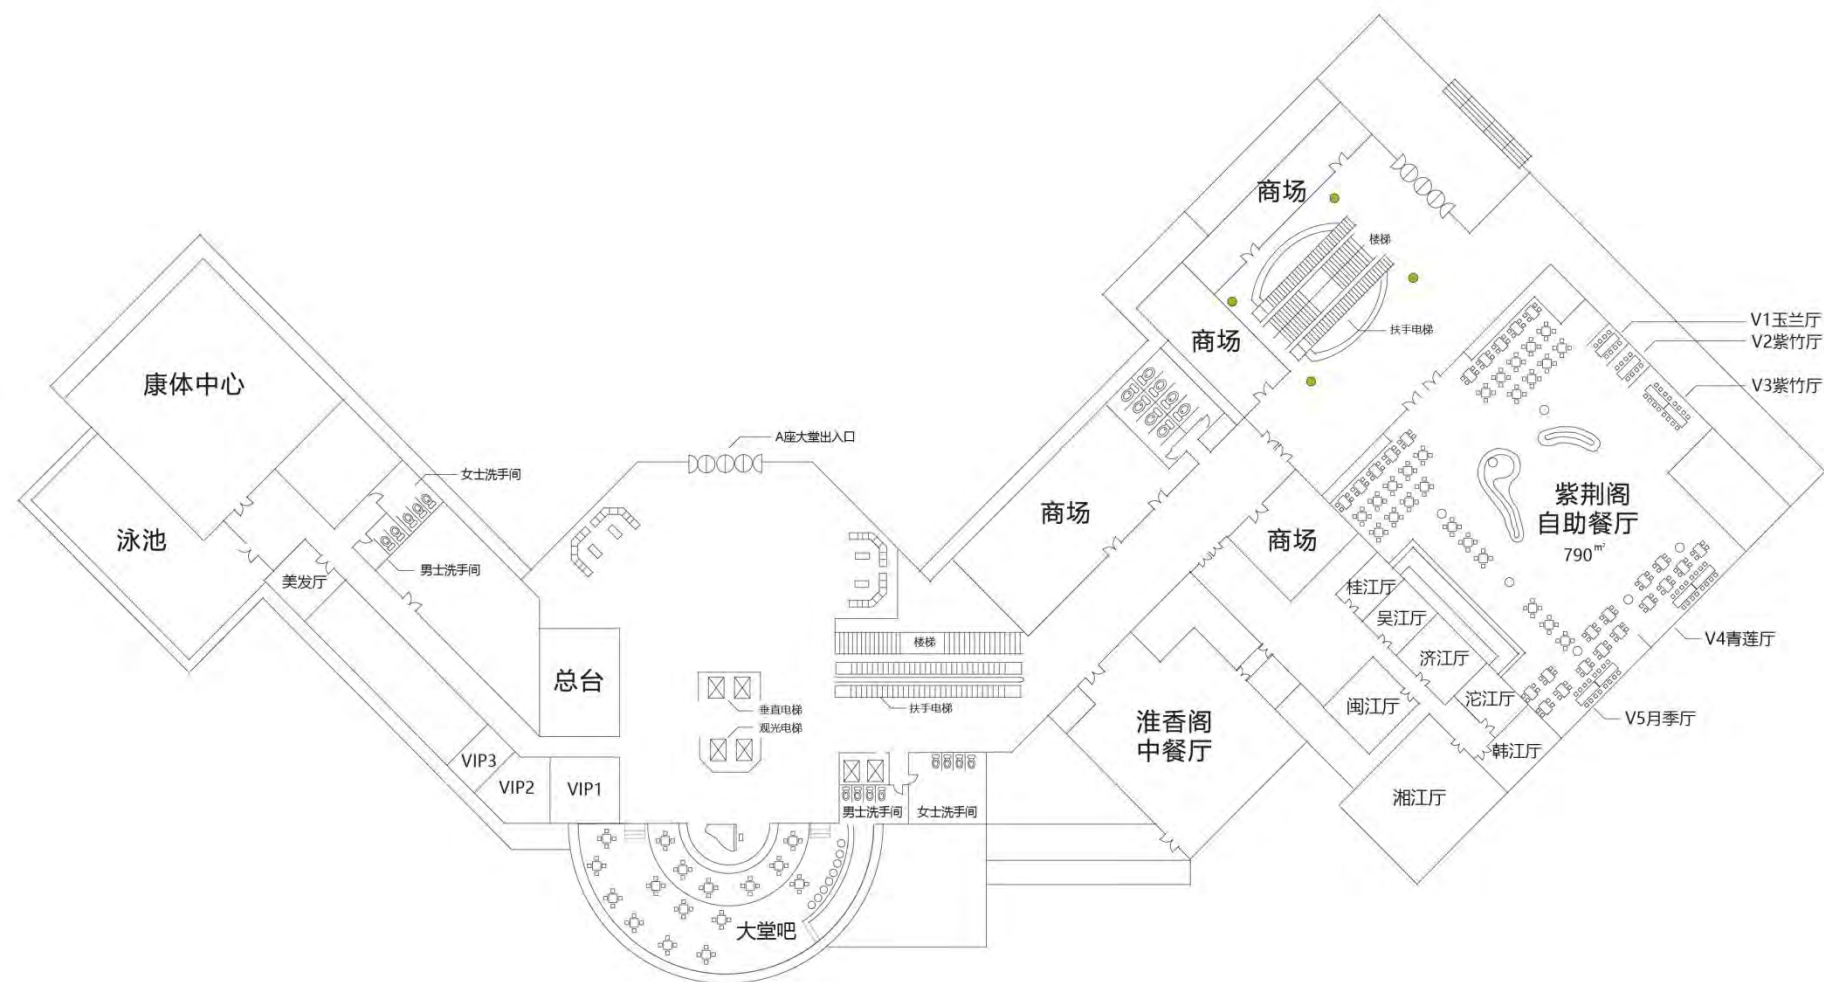 商场
楼梯
商场
扶手电梯
V1玉兰厅
V2紫竹厅
V3紫竹厅
康体中心
A座大堂出入口
女士洗手间
紫荆阁
自助餐厅
790㎡
商场
商场
泳池
男士洗手间
美发厅
桂江厅
吴江厅
济江厅
沱江厅
V4青莲厅
楼梯
总台
垂直电梯
观光电梯
扶手电梯
淮香阁
中餐厅
闽江厅
V5月季厅
韩江厅
湘江厅
VIP3
VIP2
VIP1
男士洗手间
女士洗手间
大堂吧